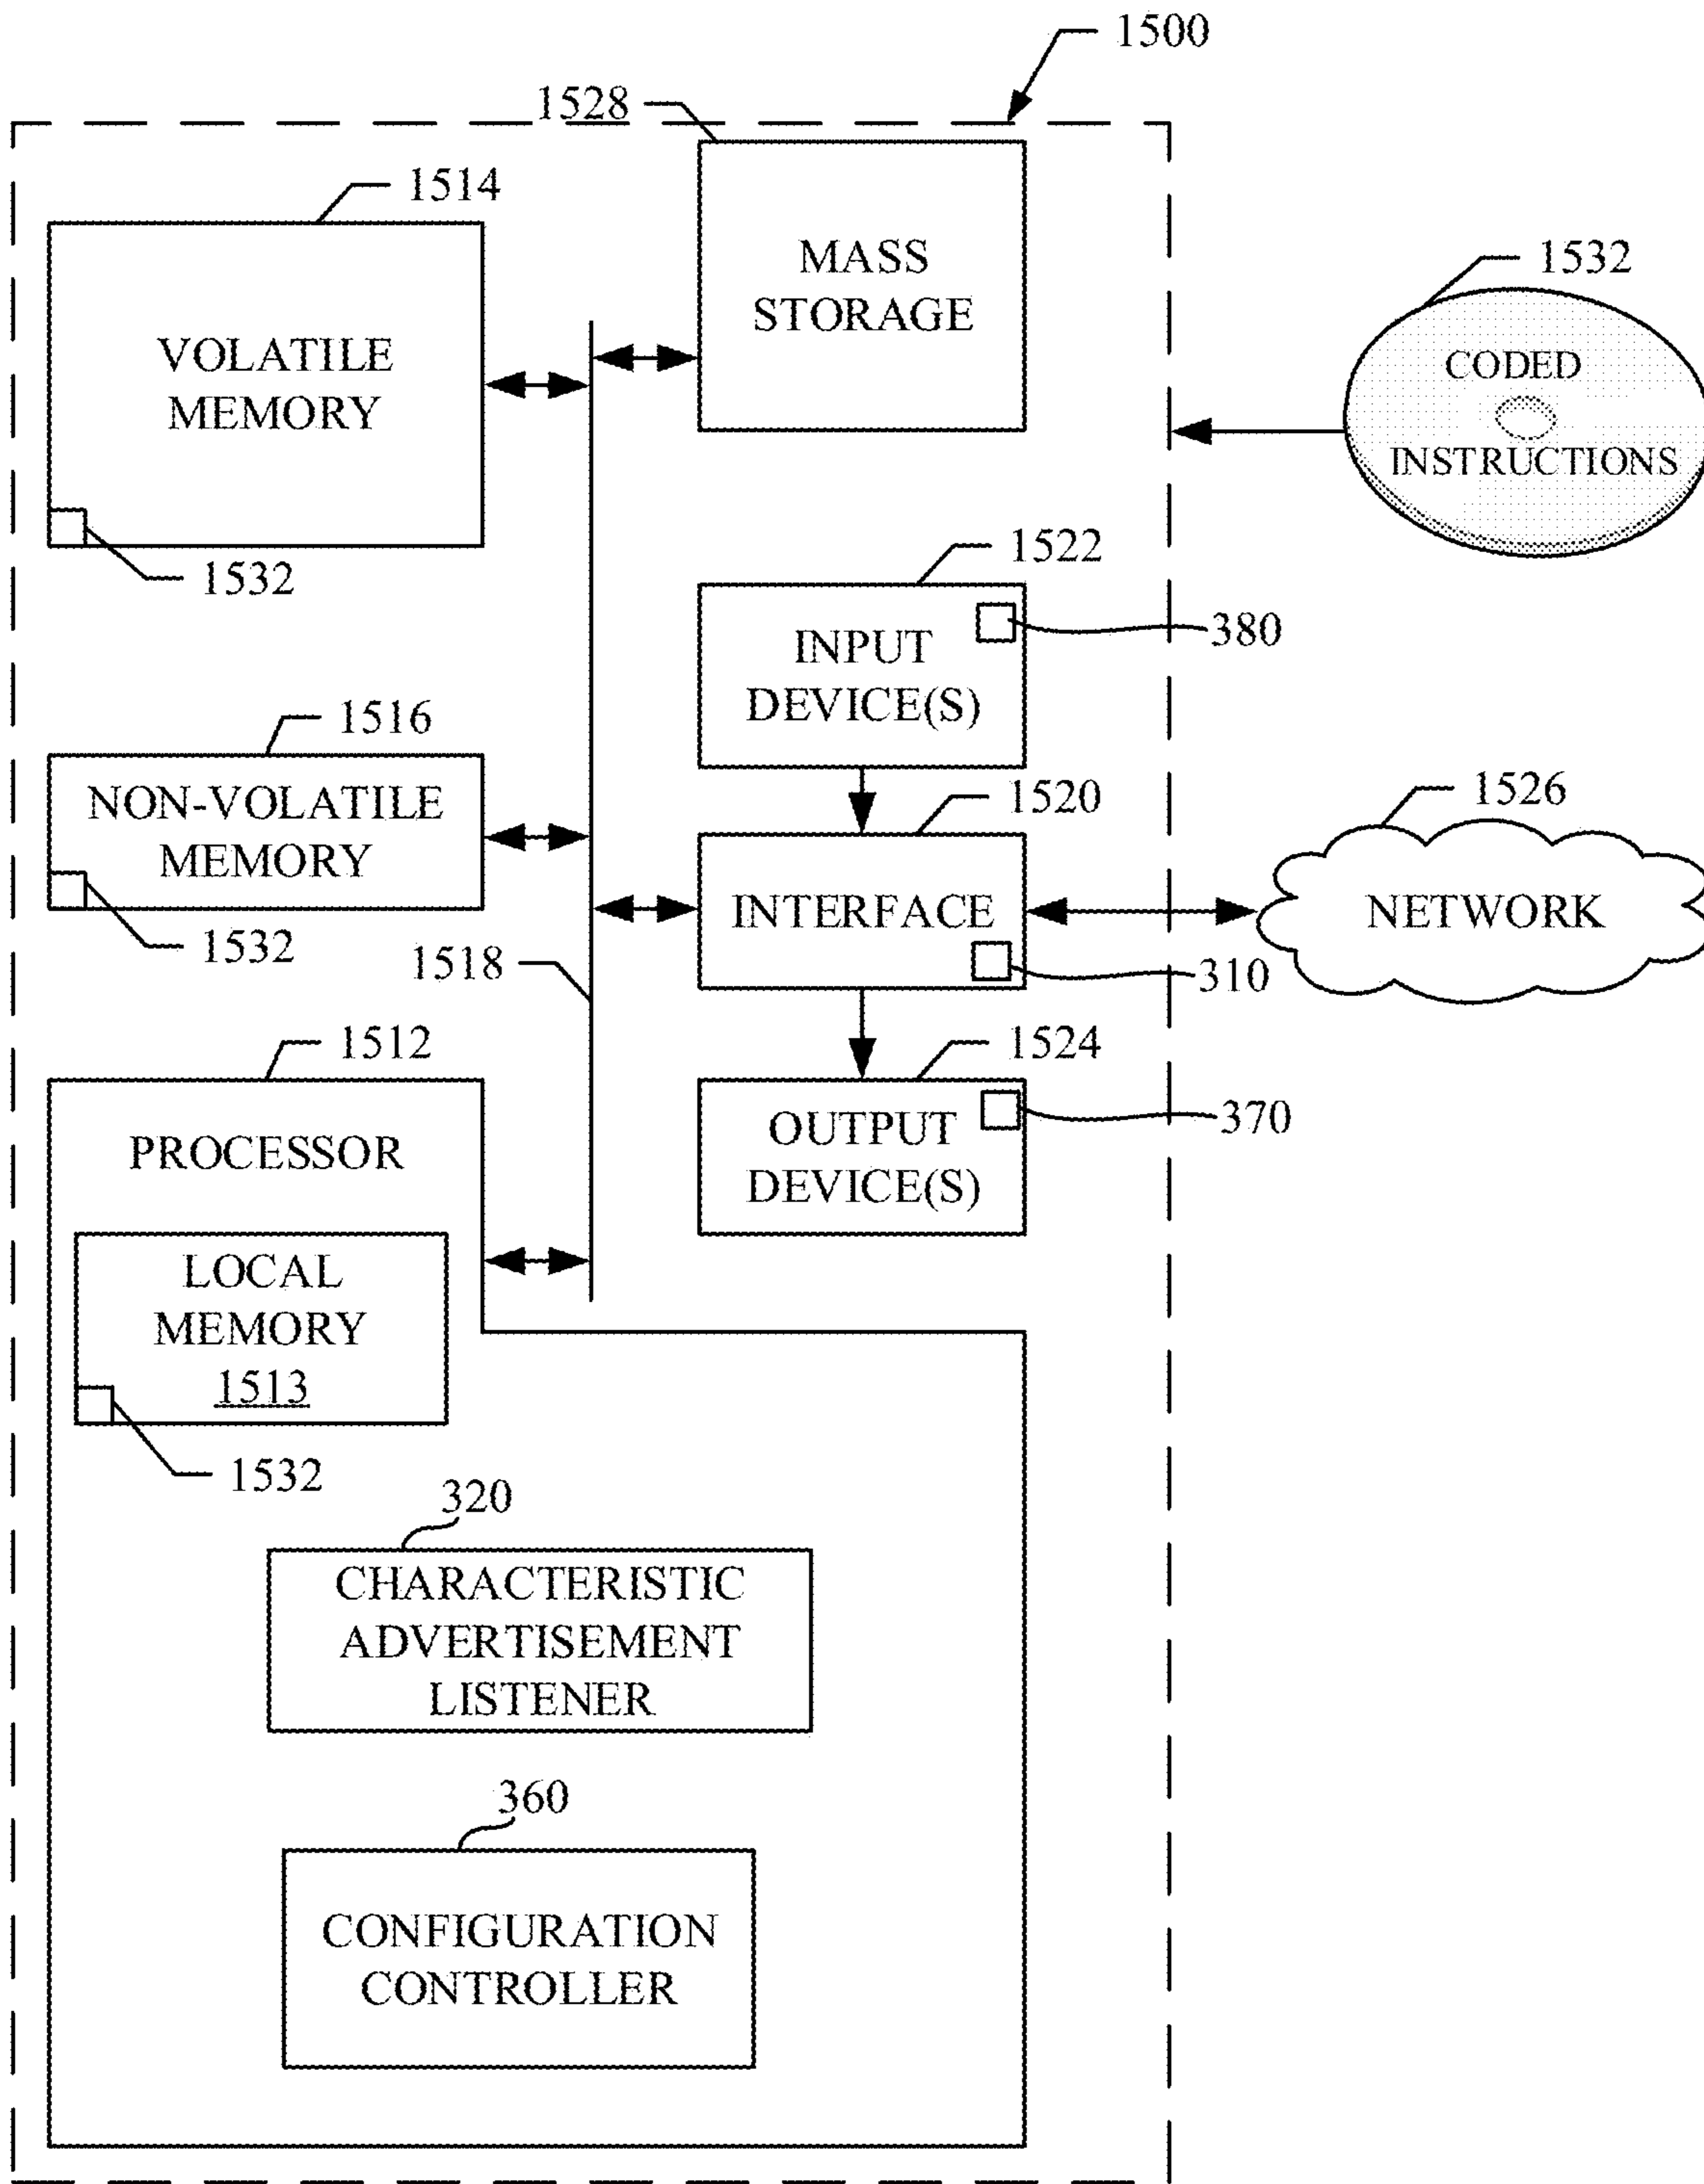 1500
1528
1514
MASS
STORAGE
1532
VOLATILE
MEMORY
CODED
INSTRUCTIONS
1532
1522
INPUT
DEVICE(S)
380
1516
NON-VOLATILE
MEMORY
1532
1520
INTERFACE
310
1526
NETWORK
1518
1512
PROCESSOR
1524
OUTPUT
DEVICE(S)
370
LOCAL
MEMORY
1513
1532
320
CHARACTERISTIC
ADVERTISEMENT
LISTENER
360
CONFIGURATION
CONTROLLER